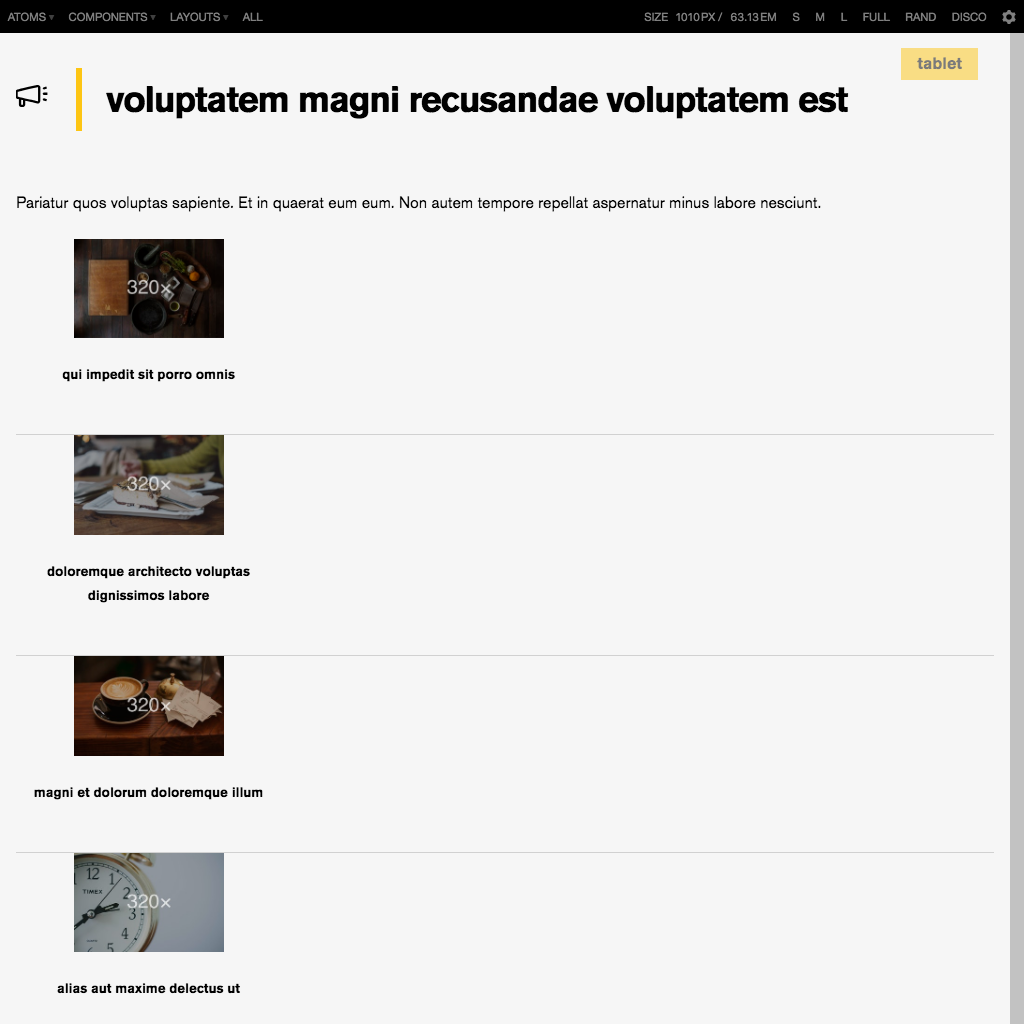 ATOMS▾ COMPONENTS▾ LAYOUTS▾ ALL SIZE 1010PX / 63.13EM S M L FULL RAND DISCO
tablet
voluptatem magni recusandae voluptatem est
Pariatur quos voluptas sapiente. Et in quaerat eum eum. Non autem tempore repellat aspernatur minus labore nesciunt.
320×
qui impedit sit porro omnis
320×
doloremque architecto voluptas
dignissimos labore
320×
magni et dolorum doloremque illum
12 1
TIMEX
2
320×
3
4
5
alias aut maxime delectus ut